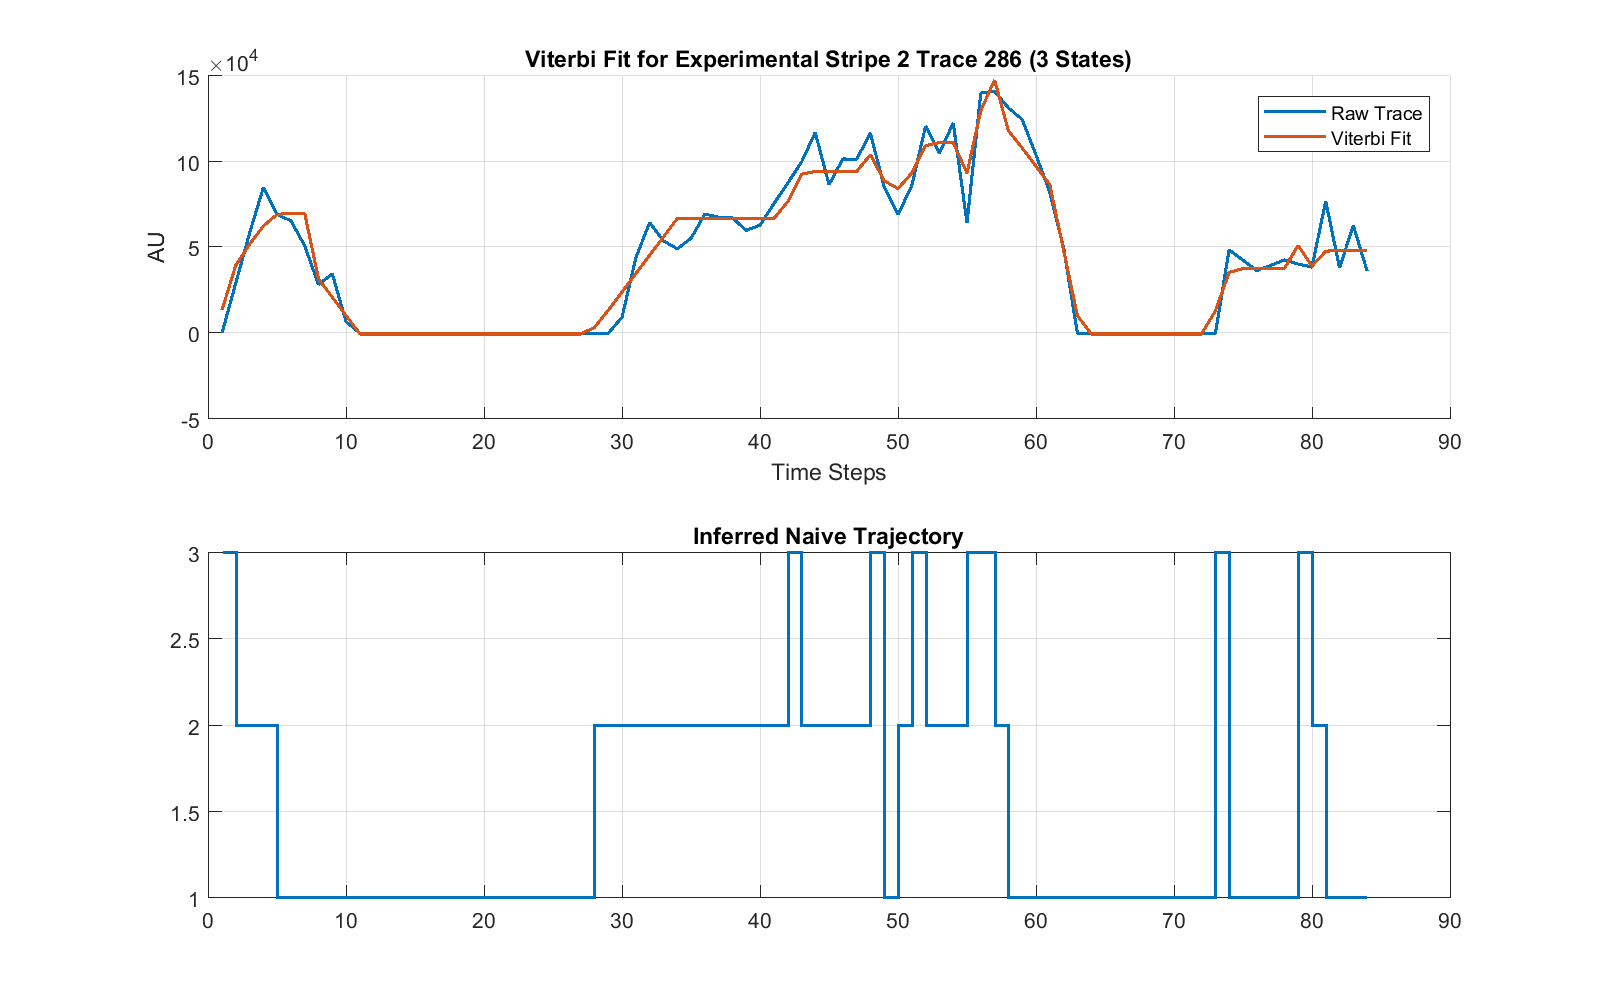 Viterbi Fit for Experimental Stripe 2 Trace 286 (3 States)
×10^4
15
10
5
0
-5
AU
0 10 20 30 40 50 60 70 80 90
Time Steps
Raw Trace
Viterbi Fit
Inferred Naive Trajectory
3
2.5
2
1.5
1
0 10 20 30 40 50 60 70 80 90